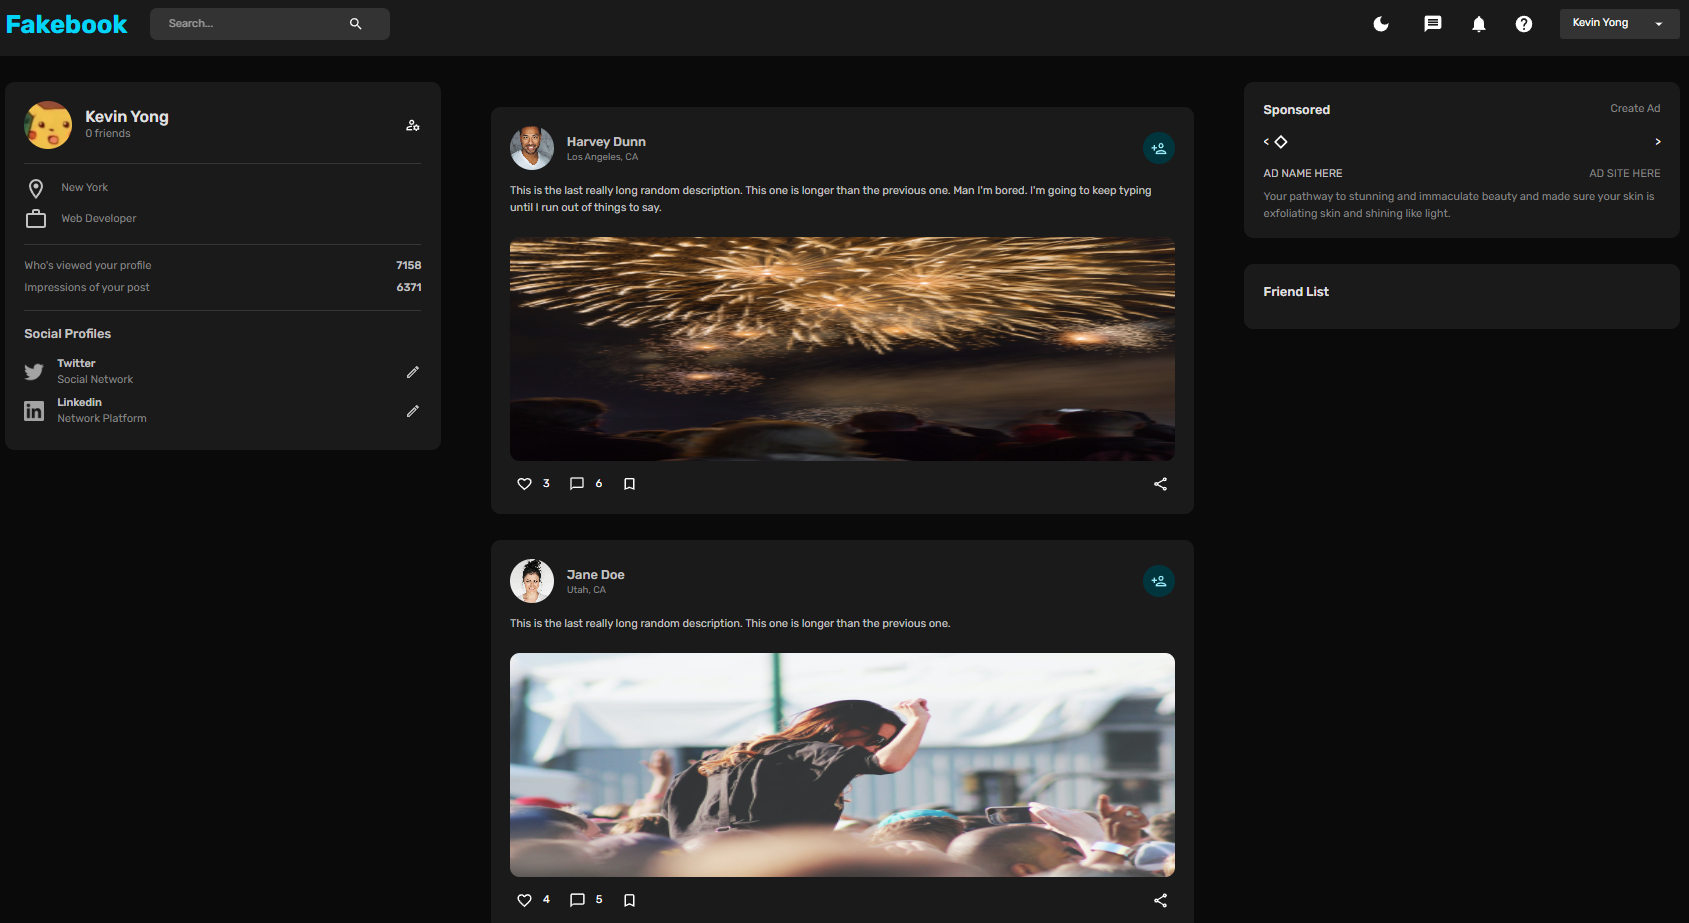 Fakebook
Search...
Kevin Yong
Kevin Yong
0 friends
New York
Web Developer
Who's viewed your profile 7158
Impressions of your post 6371
Social Profiles
Twitter
Social Network
Linkedin
Network Platform
Harvey Dunn
Los Angeles, CA
This is the last really long random description. This one is longer than the previous one. Man I'm bored. I'm going to keep typing
until I run out of things to say.
3 6
Jane Doe
Utah, CA
This is the last really long random description. This one is longer than the previous one.
4 5
Sponsored Create Ad
AD NAME HERE AD SITE HERE
Your pathway to stunning and immaculate beauty and made sure your skin is
exfoliating skin and shining like light.
Friend List